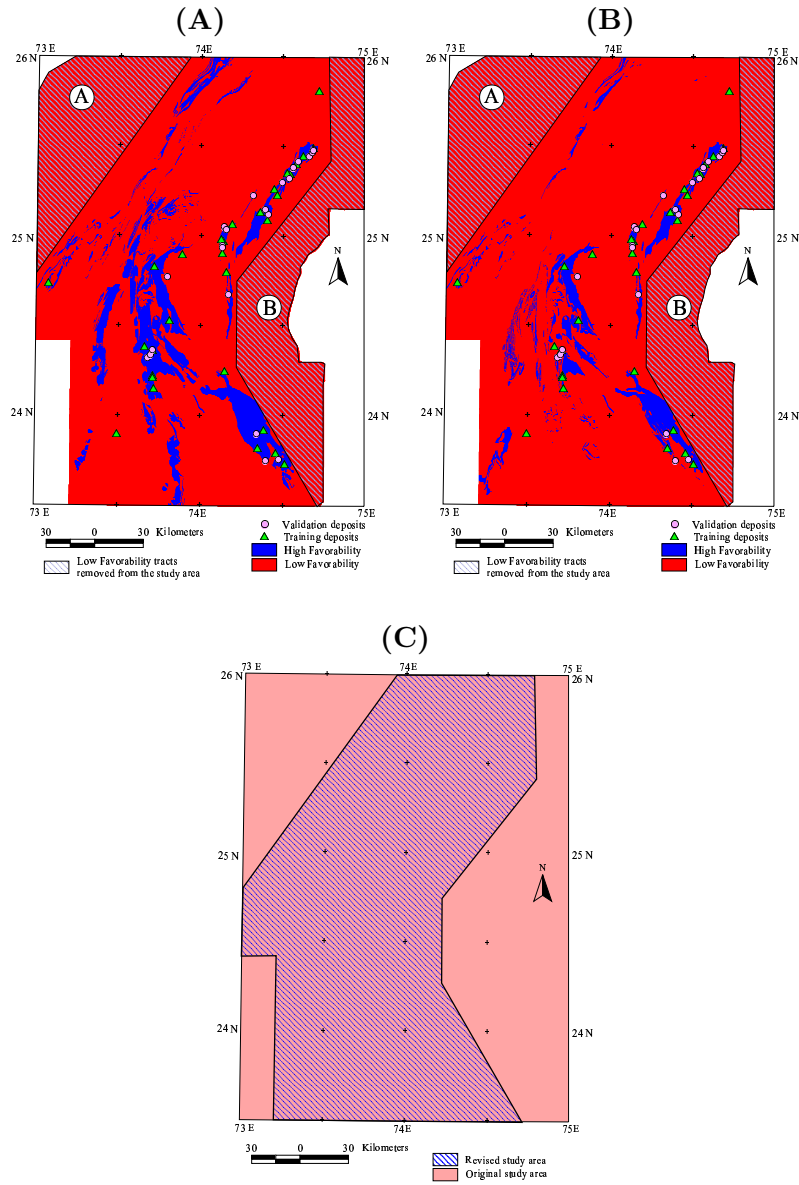 (A)
(B)
73 E
74E
75 E
73 E
74E
75 E
26 N
26 N
26 N
26 N
A
A
25 N
25 N
25 N
25 N
N
N
B
B
24 N
24 N
24 N
24 N
73 E
74E
75E
73 E
74E
75E
30 0 30 Kilometers
Validation deposits
Training deposits
High Favorability
Low Favorability
Low Favorability tracts
removed from the study area
30 0 30 Kilometers
Validation deposits
Training deposits
High Favorability
Low Favorability
Low Favorability tracts
removed from the study area
(C)
73 E
74E
75 E
26 N
26 N
25 N
25 N
N
24 N
24 N
73 E
74E
75E
30 0 30 Kilometers
Revised study area
Original study area